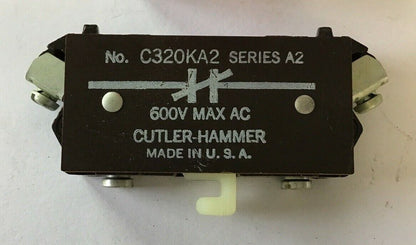 No. C320KA2 SERIES A2
600V MAX AC
CUTLER-HAMMER
MADE IN U.S.A.